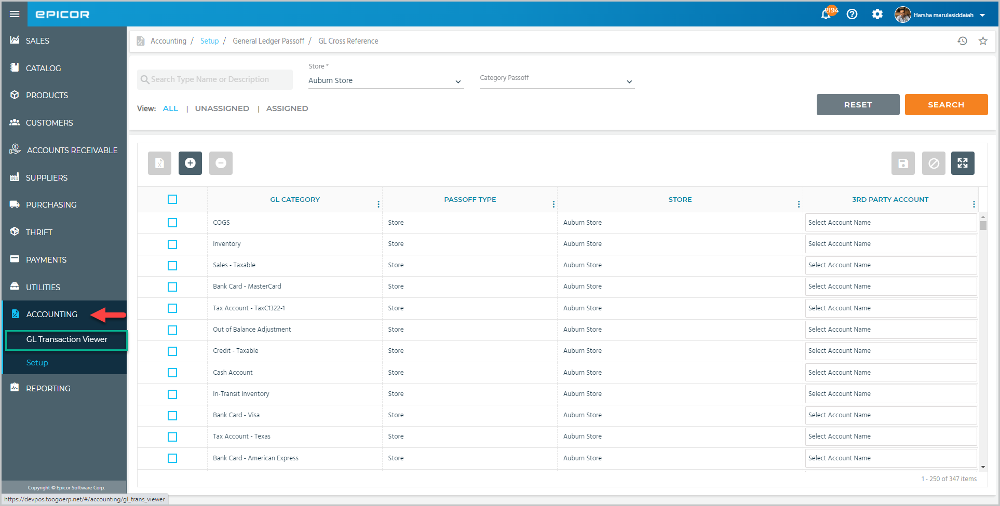 EPICOR
2194
Harsha marulasiddaiah
SALES
CATALOG
PRODUCTS
CUSTOMERS
ACCOUNTS RECEIVABLE
SUPPLIERS
PURCHASING
THRIFT
PAYMENTS
UTILITIES
ACCOUNTING
GL Transaction Viewer
Setup
REPORTING
Copyright © Epicor Software Corp.
https://devpos.toogoerp.net/#/accounting/gl_trans_viewer
Accounting / Setup / General Ledger Passoff / GL Cross Reference
Search Type Name or Description
Store *
Auburn Store
Category Passoff
View: ALL | UNASSIGNED | ASSIGNED
RESET
SEARCH
GL CATEGORY PASSOFF TYPE STORE 3RD PARTY ACCOUNT
COGS Store Auburn Store Select Account Name
Inventory Store Auburn Store Select Account Name
Sales - Taxable Store Auburn Store Select Account Name
Bank Card - MasterCard Store Auburn Store Select Account Name
Tax Account - TaxC1322-1 Store Auburn Store Select Account Name
Out of Balance Adjustment Store Auburn Store Select Account Name
Credit - Taxable Store Auburn Store Select Account Name
Cash Account Store Auburn Store Select Account Name
In-Transit Inventory Store Auburn Store Select Account Name
Bank Card - Visa Store Auburn Store Select Account Name
Tax Account - Texas Store Auburn Store Select Account Name
Bank Card - American Express Store Auburn Store Select Account Name
1 - 250 of 347 items